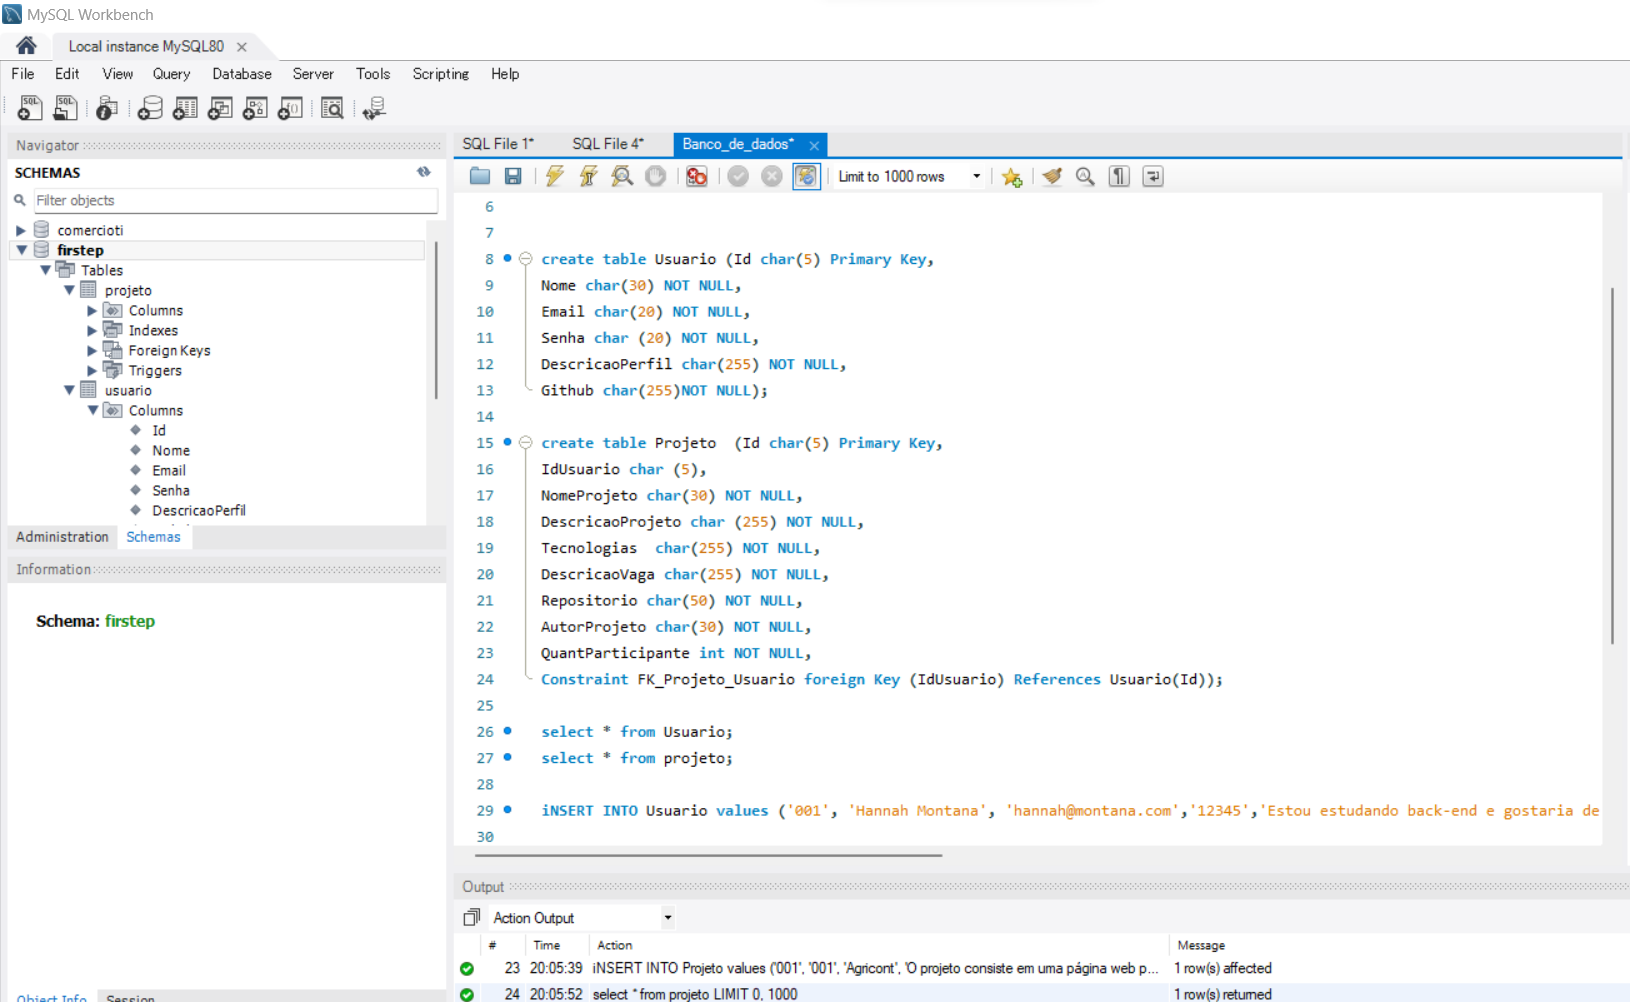 MySQL Workbench
Local instance MySQL80
File Edit View Query Database Server Tools Scripting Help
Navigator
SCHEMAS
Filter objects
comercioti
firstep
Tables
projeto
Columns
Indexes
Foreign Keys
Triggers
usuario
Columns
Id
Nome
Email
Senha
DescricaoPerfil
Administration Schemas
Information
Schema: firstep
Object Info Session
SQL File 1* SQL File 4* Banco_de_dados*
Limit to 1000 rows
6
7
8 create table Usuario (Id char(5) Primary Key,
9 Nome char(30) NOT NULL,
10 Email char(20) NOT NULL,
11 Senha char (20) NOT NULL,
12 DescricaoPerfil char(255) NOT NULL,
13 Github char(255)NOT NULL);
14
15 create table Projeto  (Id char(5) Primary Key,
16 IdUsuario char (5),
17 NomeProjeto char(30) NOT NULL,
18 DescricaoProjeto char (255) NOT NULL,
19 Tecnologias  char(255) NOT NULL,
20 DescricaoVaga char(255) NOT NULL,
21 Repositorio char(50) NOT NULL,
22 AutorProjeto char(30) NOT NULL,
23 QuantParticipante int NOT NULL,
24 Constraint FK_Projeto_Usuario foreign Key (IdUsuario) References Usuario(Id));
25
26 select * from Usuario;
27 select * from projeto;
28
29 iNSERT INTO Usuario values ('001', 'Hannah Montana', 'hannah@montana.com','12345','Estou estudando back-end e gostaria de
30
Output
Action Output
# Time Action Message
23 20:05:39 iNSERT INTO Projeto values ('001', '001', 'Agricont', 'O projeto consiste em uma página web p... 1 row(s) affected
24 20:05:52 select * from projeto LIMIT 0, 1000 1 row(s) returned